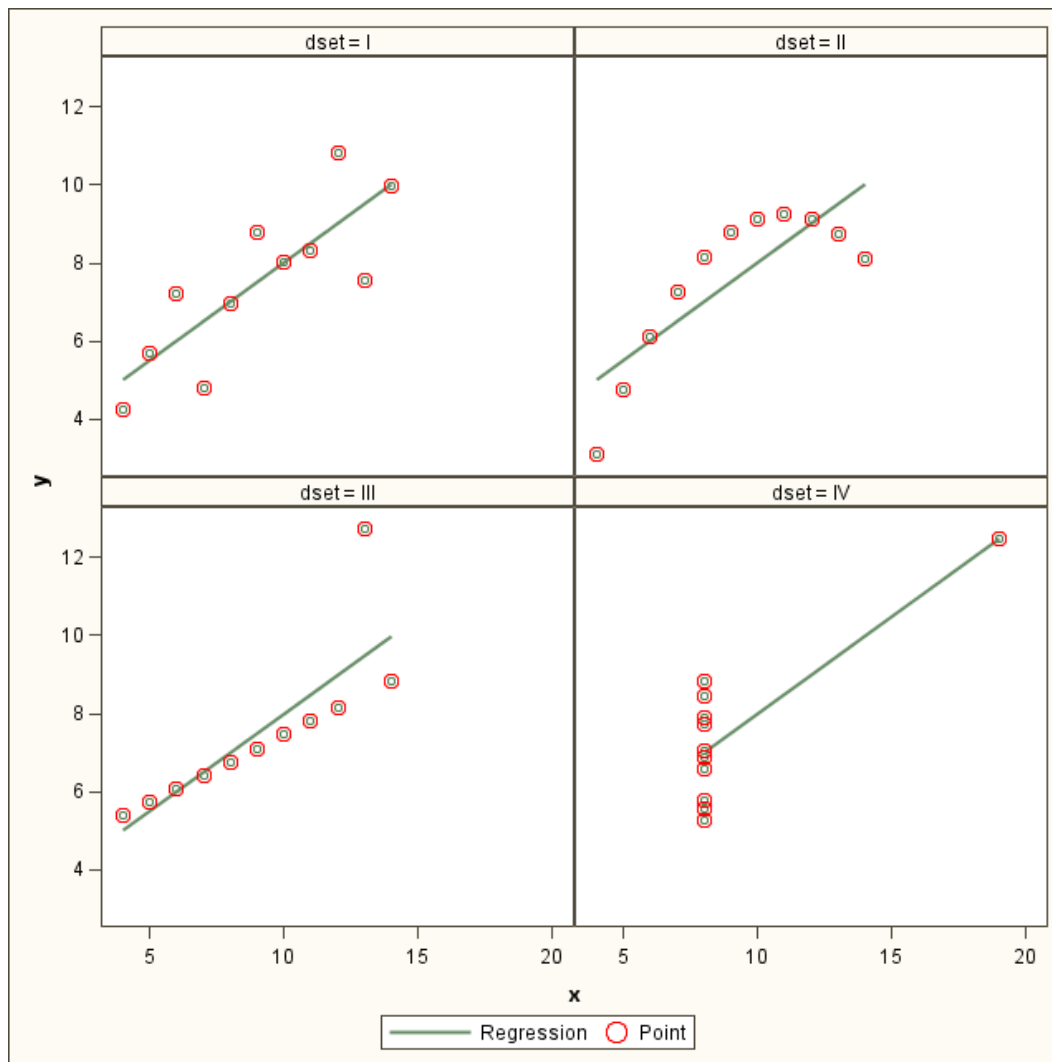 dset = I
dset = II
12
10
8
6
4
y
dset = III
dset = IV
12
10
8
6
4
5 10 15 20 5 10 15 20
x
Regression Point